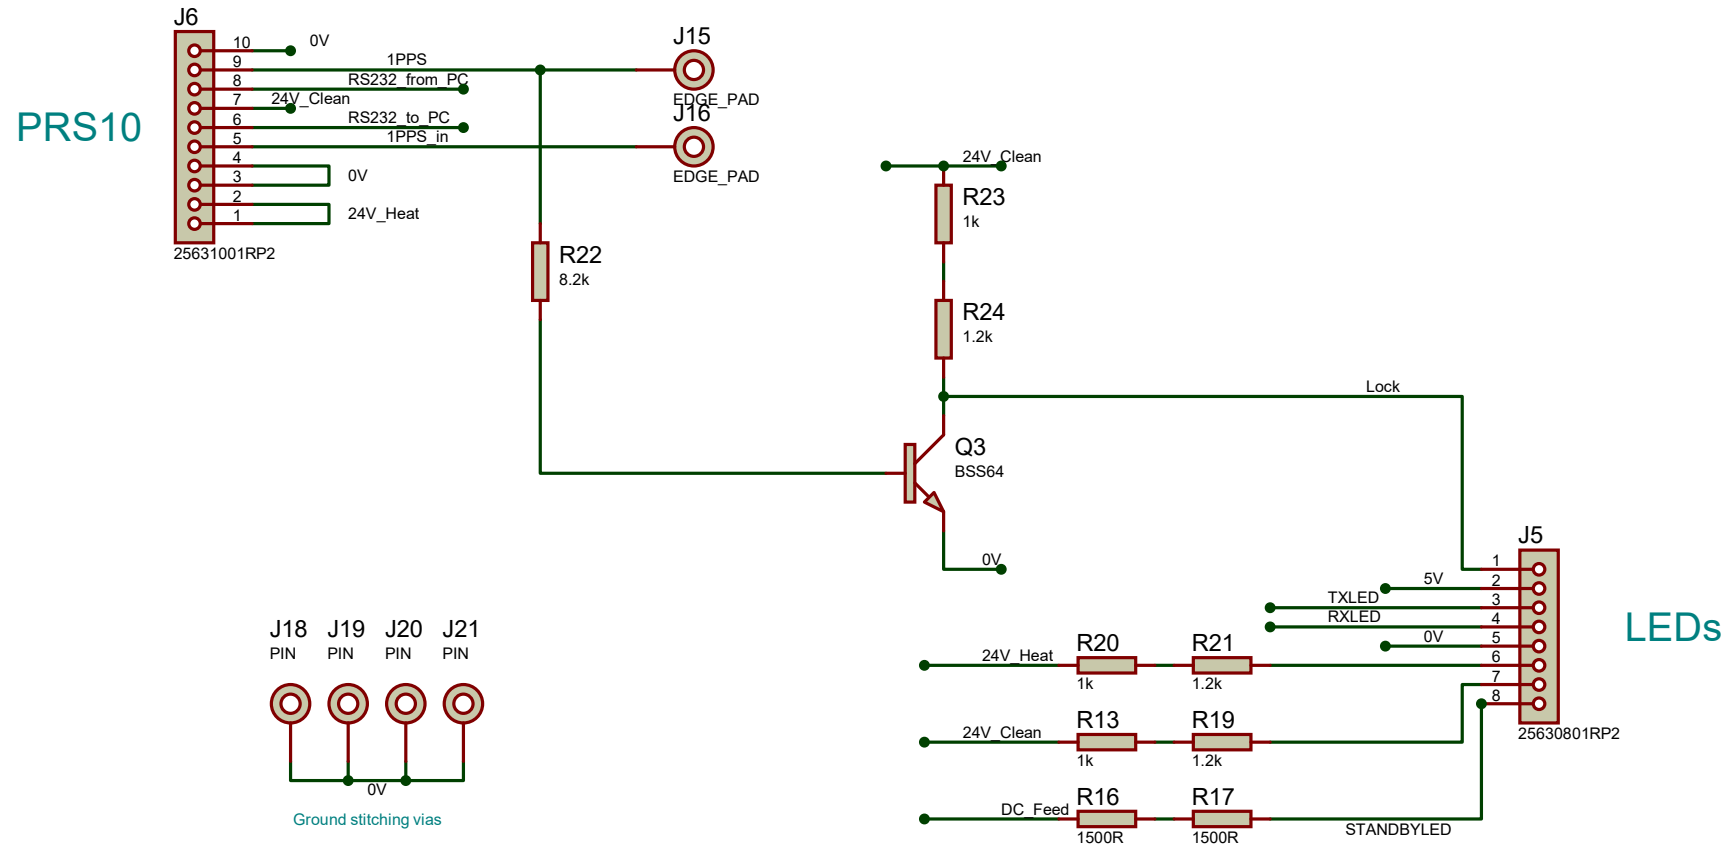 J6
10
0V
9
1PPS
8
RS232_from_PC
7
24V_Clean
6
RS232_to_PC
5
1PPS_in
4
3
0V
2
24V_Heat
1
25631001RP2
PRS10
J15
EDGE_PAD
J16
EDGE_PAD
R22
8.2k
24V_Clean
R23
1k
R24
1.2k
Lock
Q3
BSS64
0V
J5
1
5V
2
TXLED
3
RXLED
4
0V
5
6
7
8
25630801RP2
LEDs
24V_Heat
R20
1k
R21
1.2k
24V_Clean
R13
1k
R19
1.2k
DC_Feed
R16
1500R
R17
1500R
STANDBYLED
J18
PIN
J19
PIN
J20
PIN
J21
PIN
0V
Ground stitching vias